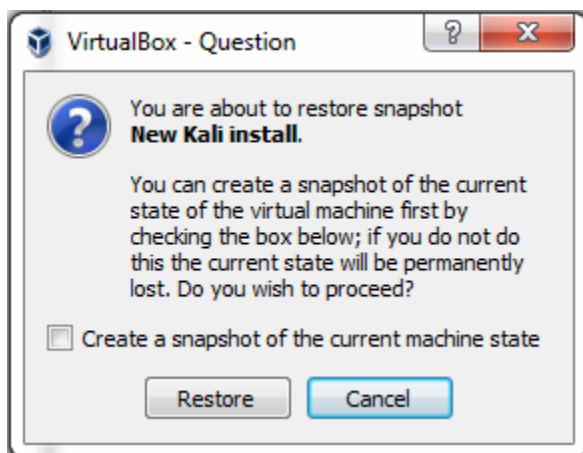 VirtualBox - Question
You are about to restore snapshot
New Kali install.
You can create a snapshot of the current
state of the virtual machine first by
checking the box below; if you do not do
this the current state will be permanently
lost. Do you wish to proceed?
Create a snapshot of the current machine state
Restore Cancel